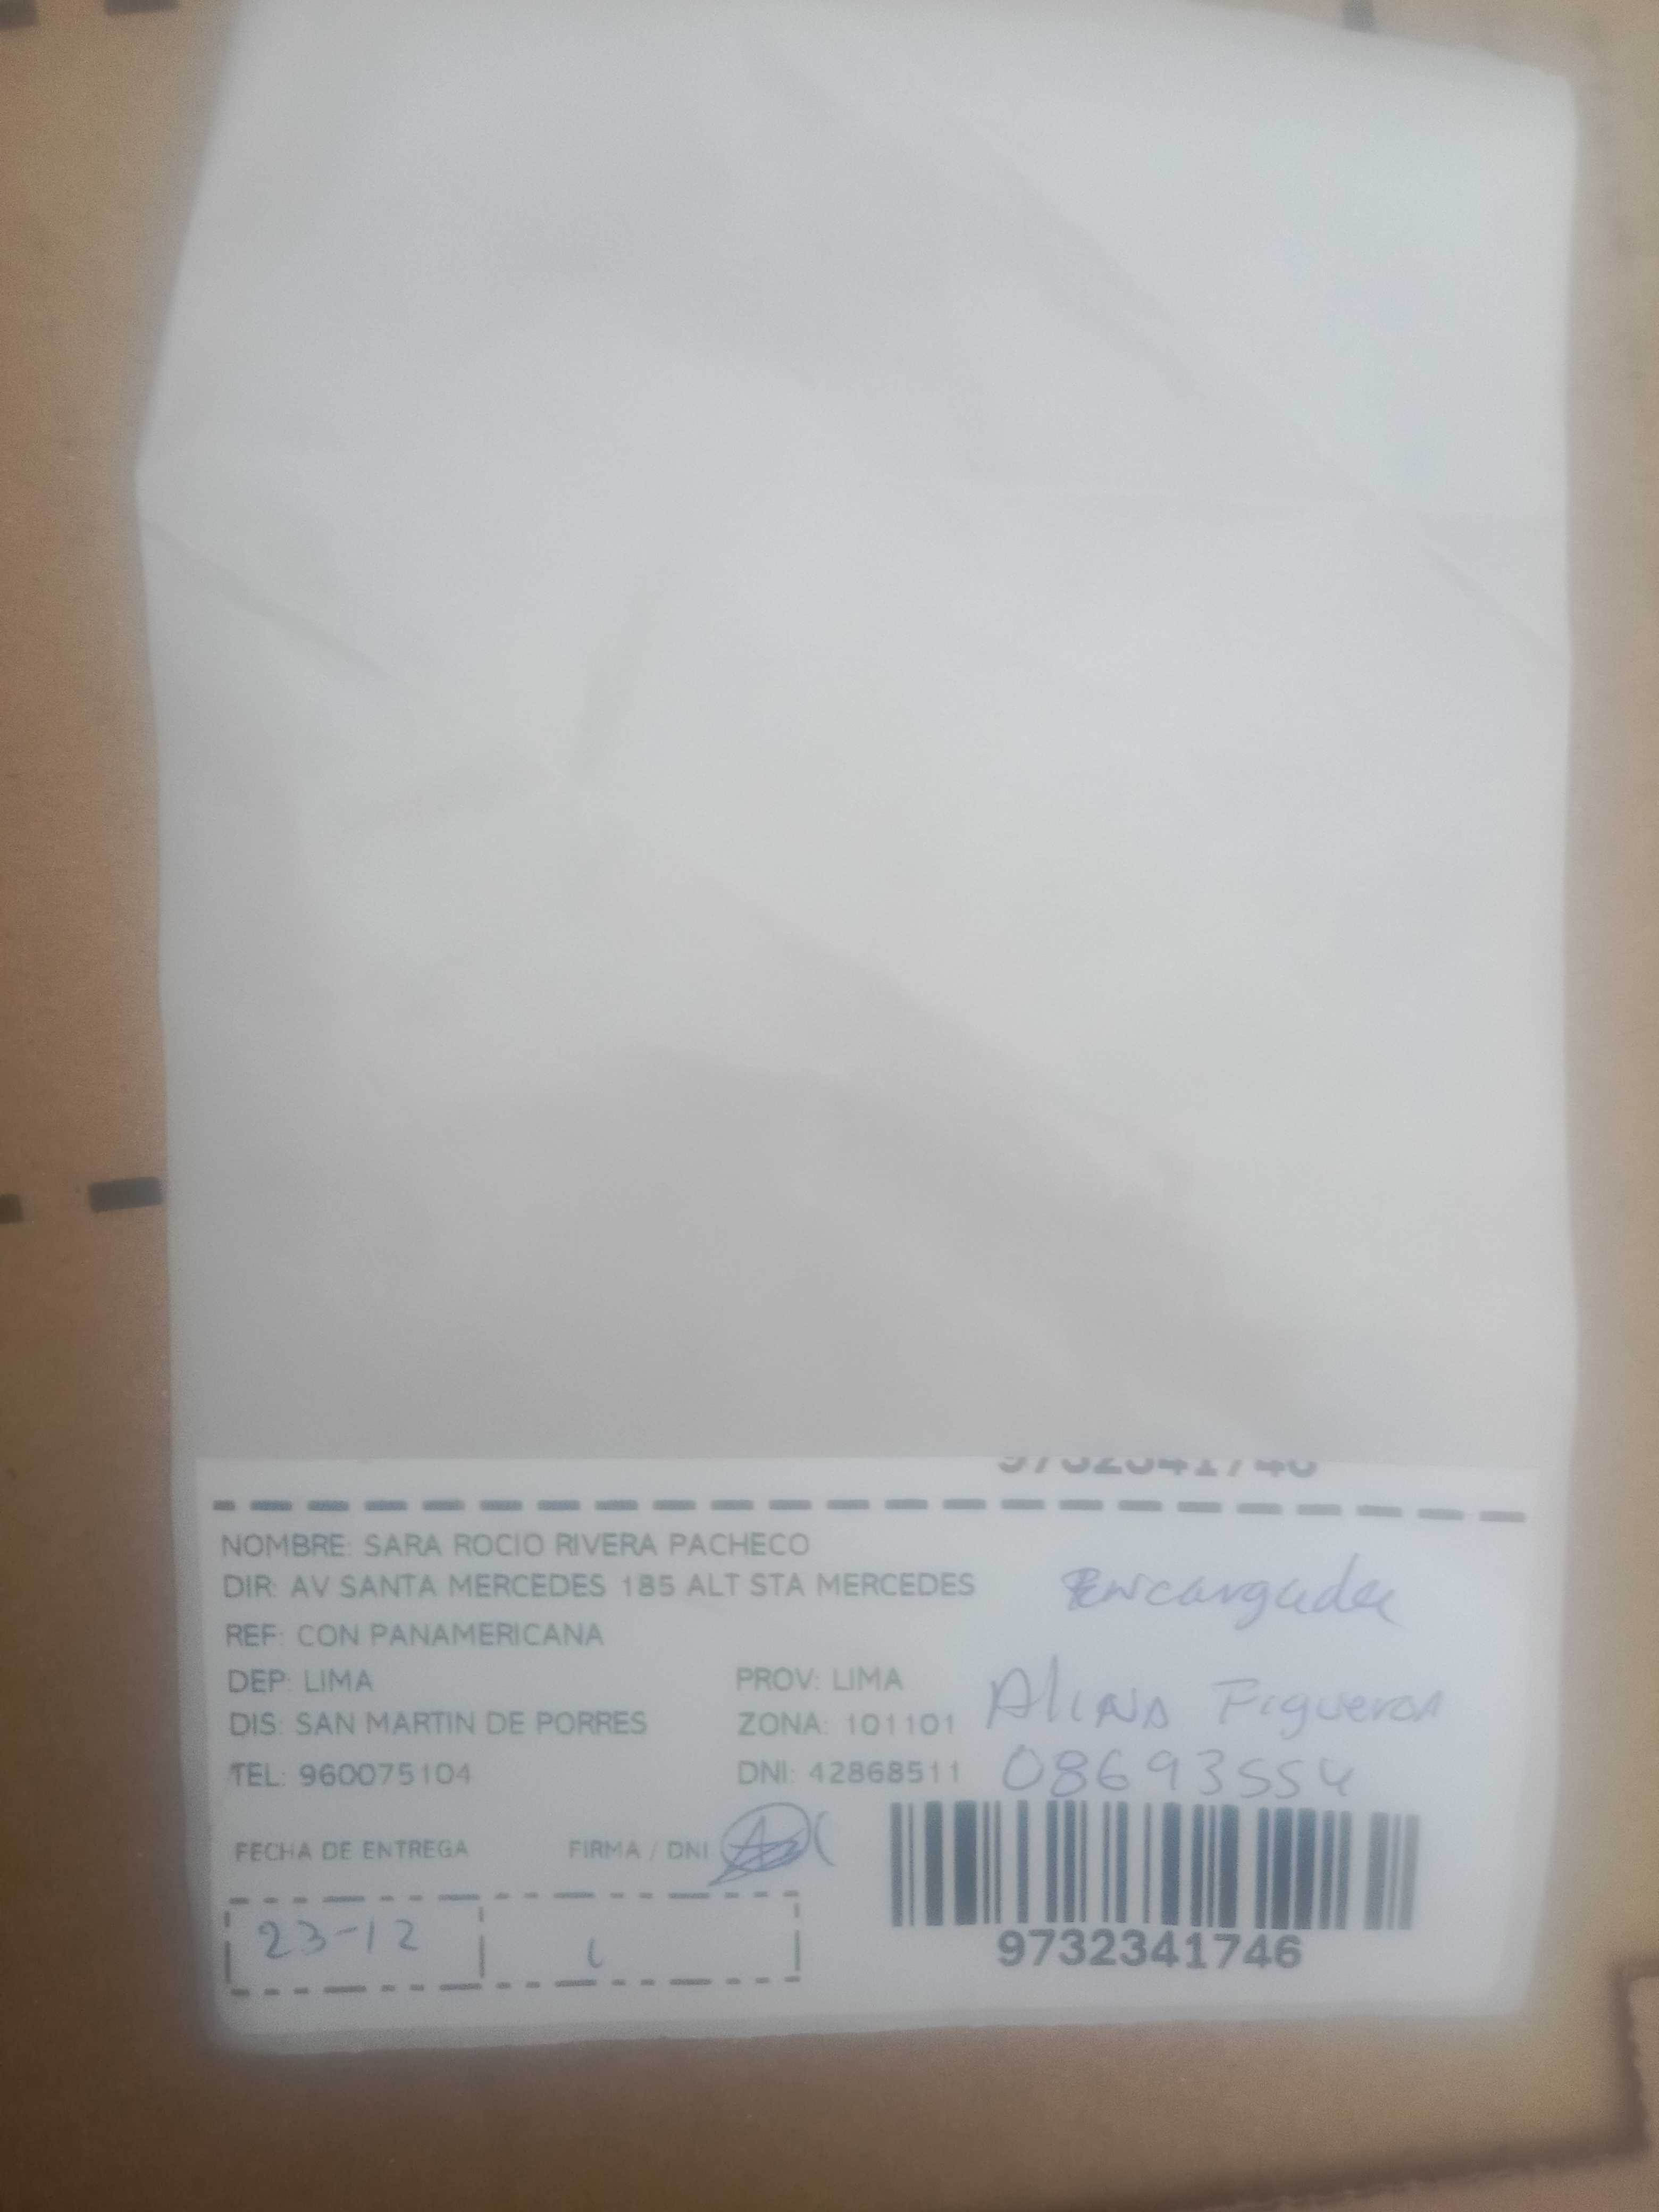 9732341746
NOMBRE: SARA ROCIO RIVERA PACHECO
DIR: AV SANTA MERCEDES 185 ALT STA MERCEDES
REF: CON PANAMERICANA
DEP: LIMA PROV: LIMA
DIS: SAN MARTIN DE PORRES ZONA: 101101
TEL: 960075104 DNI: 42868511
Encargada
Alina Figueroa
08693554
FECHA DE ENTREGA FIRMA / DNI
23-12
9732341746